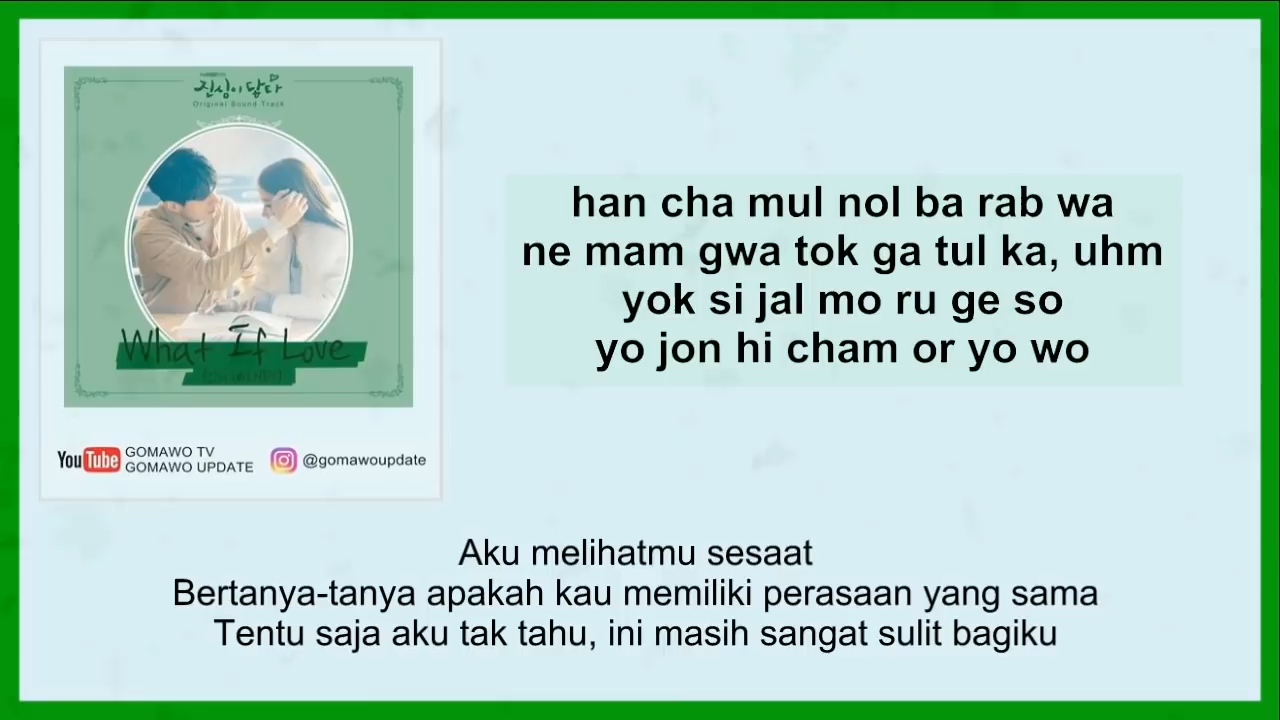 진심이 닿다
Original Sound Track
What If Love
han cha mul nol ba rab wa
ne mam gwa tok ga tul ka, uhm
yok si jal mo ru ge so
yo jon hi cham or yo wo
YouTube GOMAWO TV
GOMAWO UPDATE
@gomawoupdate
Aku melihatmu sesaat
Bertanya-tanya apakah kau memiliki perasaan yang sama
Tentu saja aku tak tahu, ini masih sangat sulit bagiku